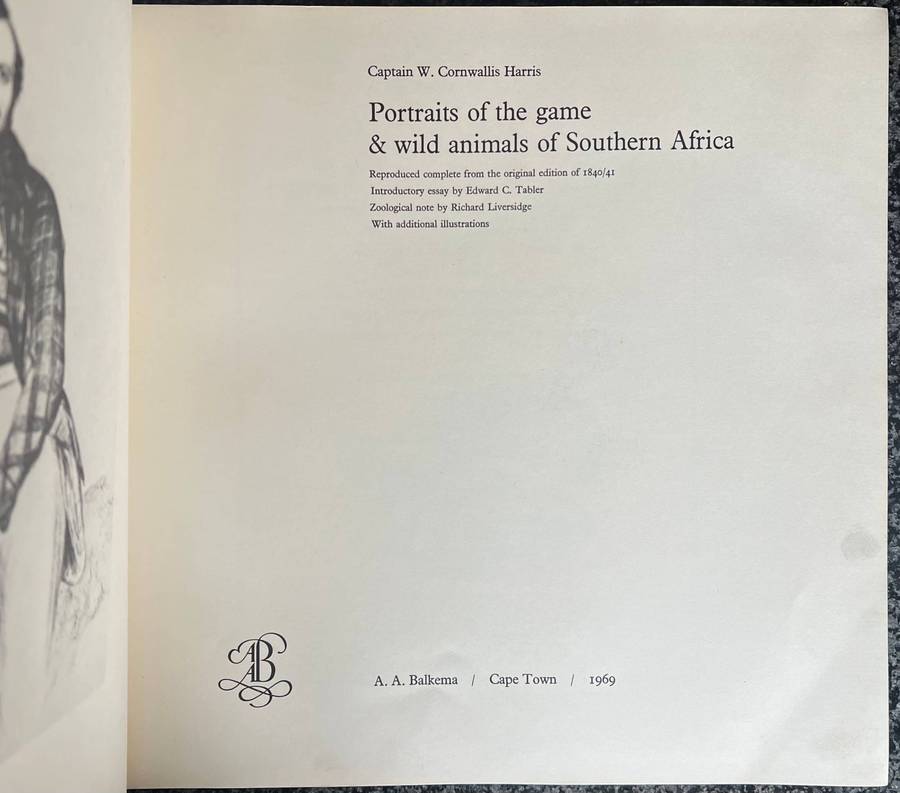 Captain W. Cornwallis Harris
Portraits of the game
& wild animals of Southern Africa
Reproduced complete from the original edition of 1840/41
Introductory essay by Edward C. Tabler
Zoological note by Richard Liversidge
With additional illustrations
AAB
A. A. Balkema / Cape Town / 1969